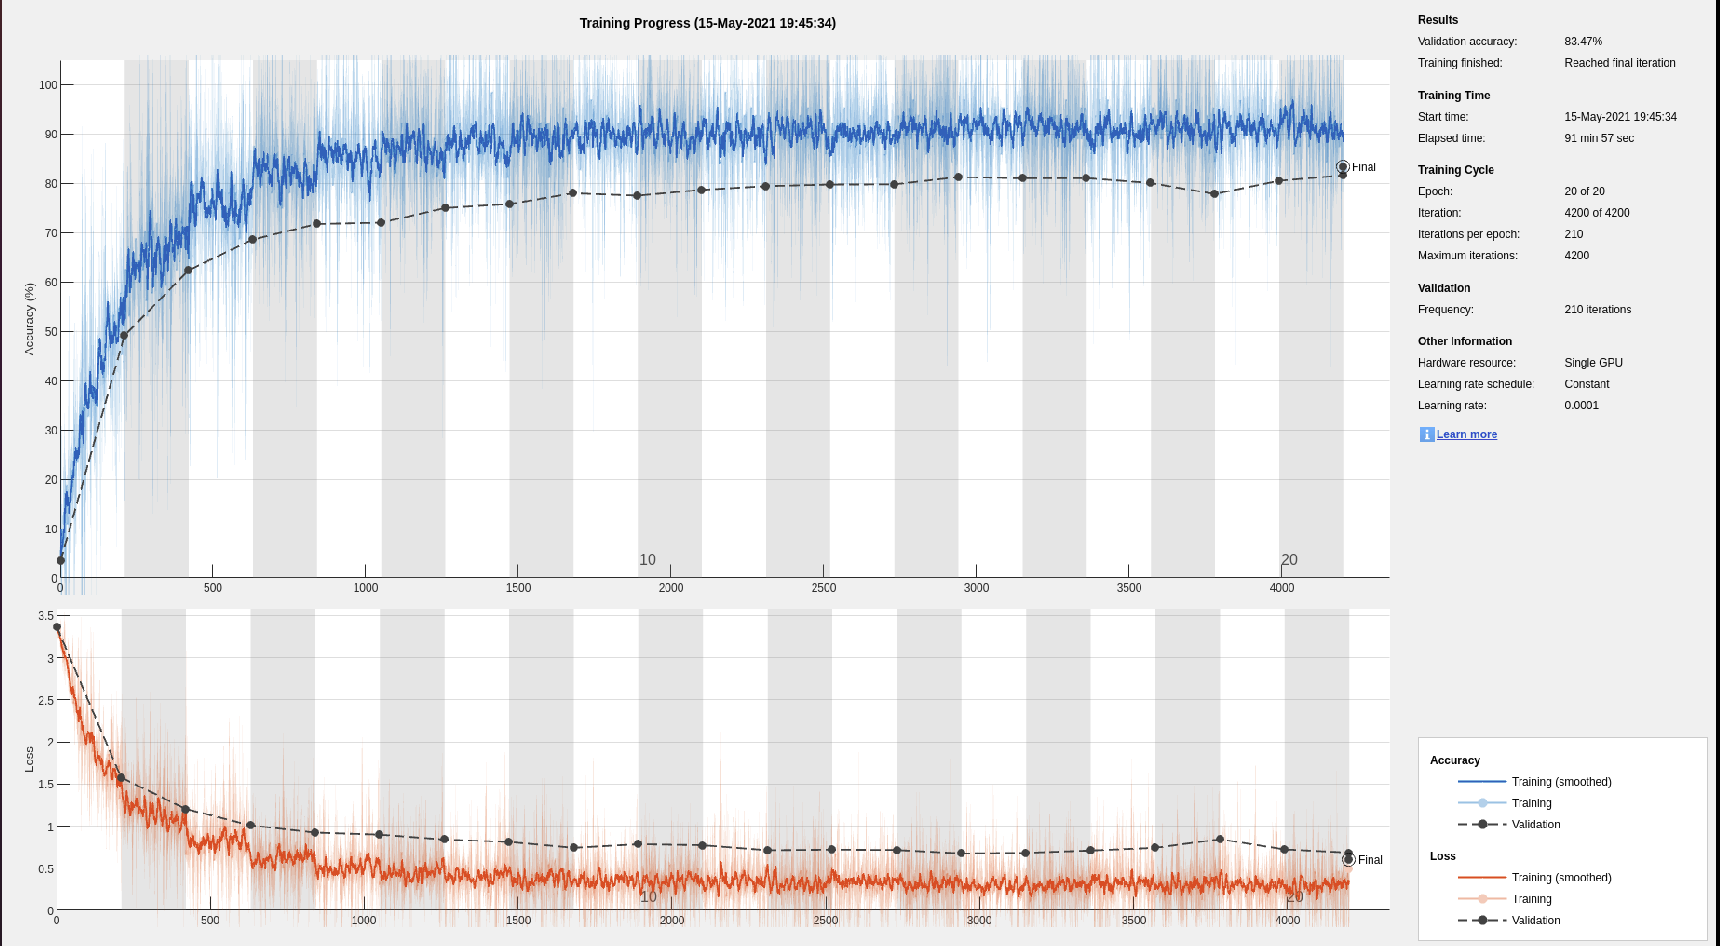 Training Progress (15-May-2021 19:45:34)
100
90
80
70
60
50
40
30
20
10
0
Accuracy (%)
Final
10
20
0 500 1000 1500 2000 2500 3000 3500 4000
3.5
3
2.5
2
1.5
1
0.5
0
Loss
Final
10
20
0 500 1000 1500 2000 2500 3000 3500 4000
Results
Validation accuracy: 83.47%
Training finished: Reached final iteration
Training Time
Start time: 15-May-2021 19:45:34
Elapsed time: 91 min 57 sec
Training Cycle
Epoch: 20 of 20
Iteration: 4200 of 4200
Iterations per epoch: 210
Maximum iterations: 4200
Validation
Frequency: 210 iterations
Other Information
Hardware resource: Single GPU
Learning rate schedule: Constant
Learning rate: 0.0001
i Learn more
Accuracy
Training (smoothed)
Training
Validation
Loss
Training (smoothed)
Training
Validation